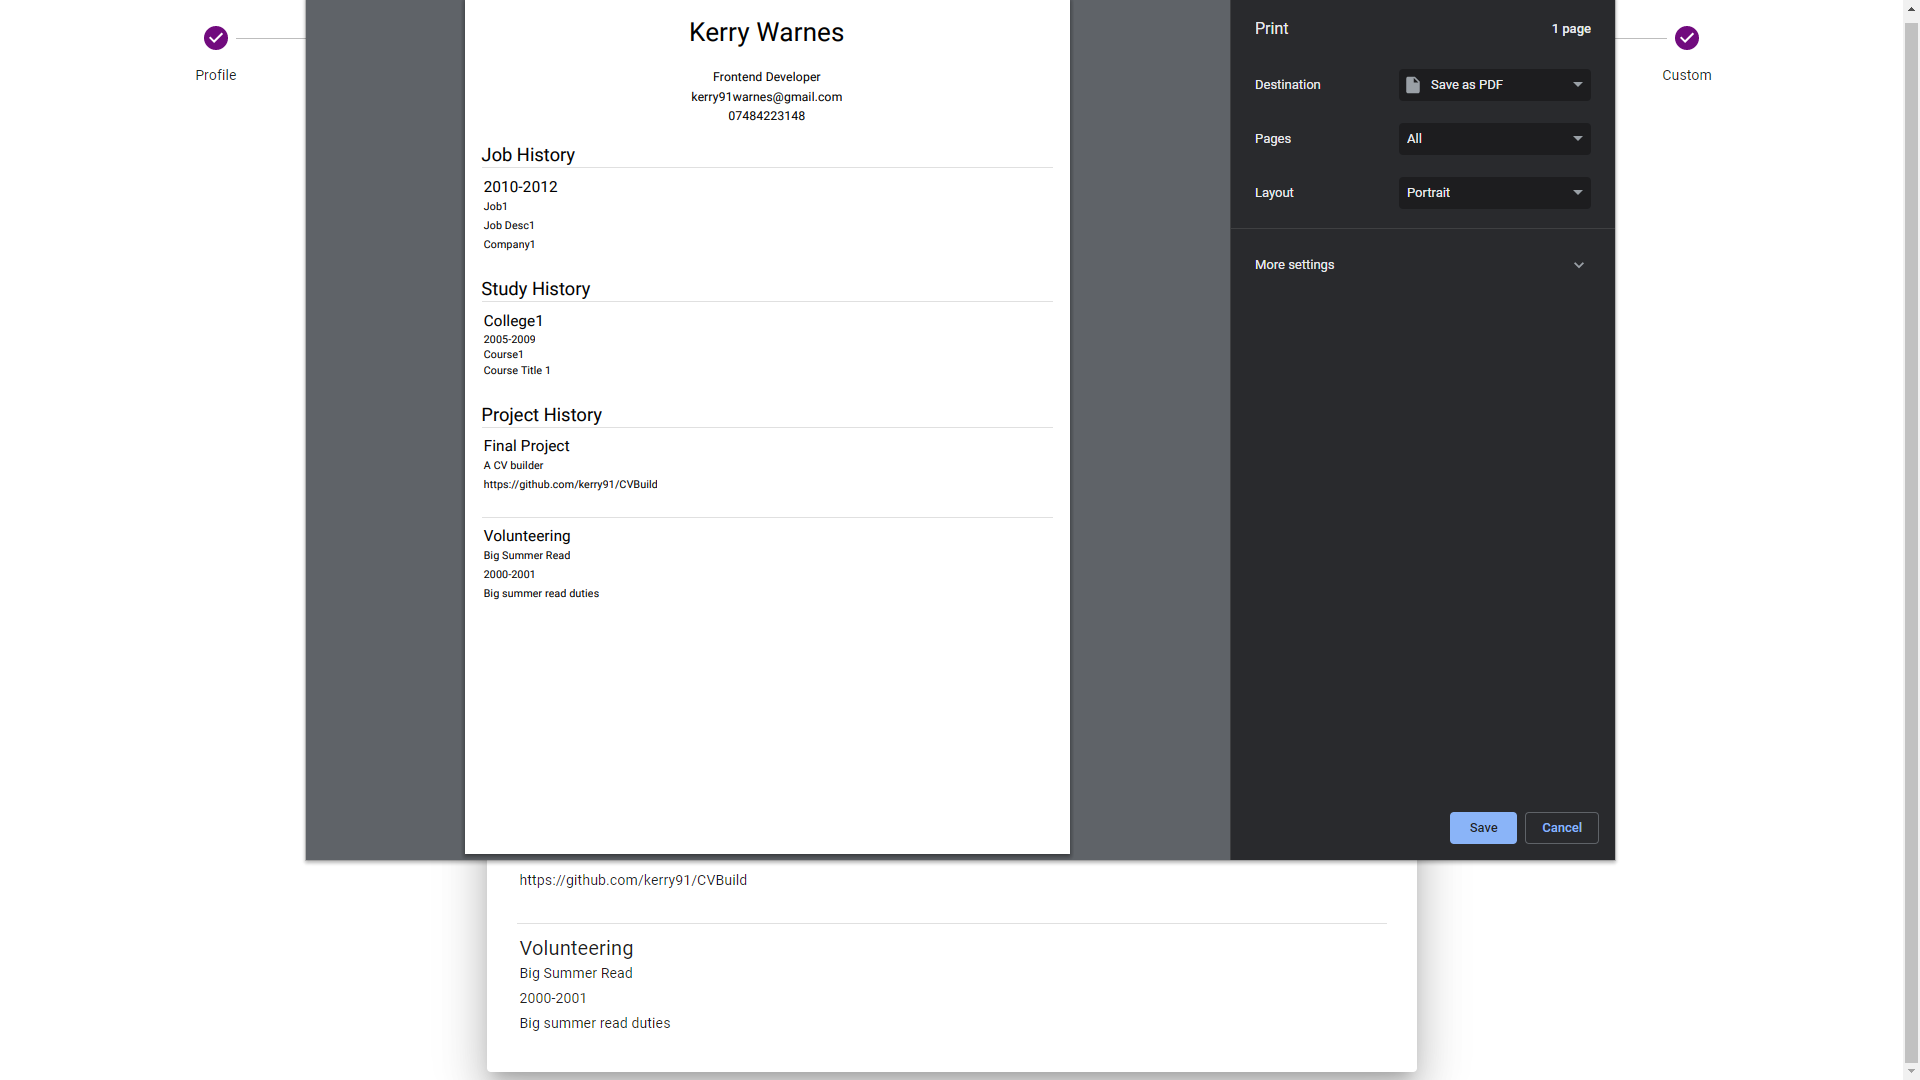 Profile
Kerry Warnes
Frontend Developer
kerry91warnes@gmail.com
07484223148
Job History
2010-2012
Job1
Job Desc1
Company1
Study History
College1
2005-2009
Course1
Course Title 1
Project History
Final Project
A CV builder
https://github.com/kerry91/CVBuild
Volunteering
Big Summer Read
2000-2001
Big summer read duties
Print 1 page
Destination Save as PDF
Pages All
Layout Portrait
More settings
Save Cancel
Custom
https://github.com/kerry91/CVBuild
Volunteering
Big Summer Read
2000-2001
Big summer read duties